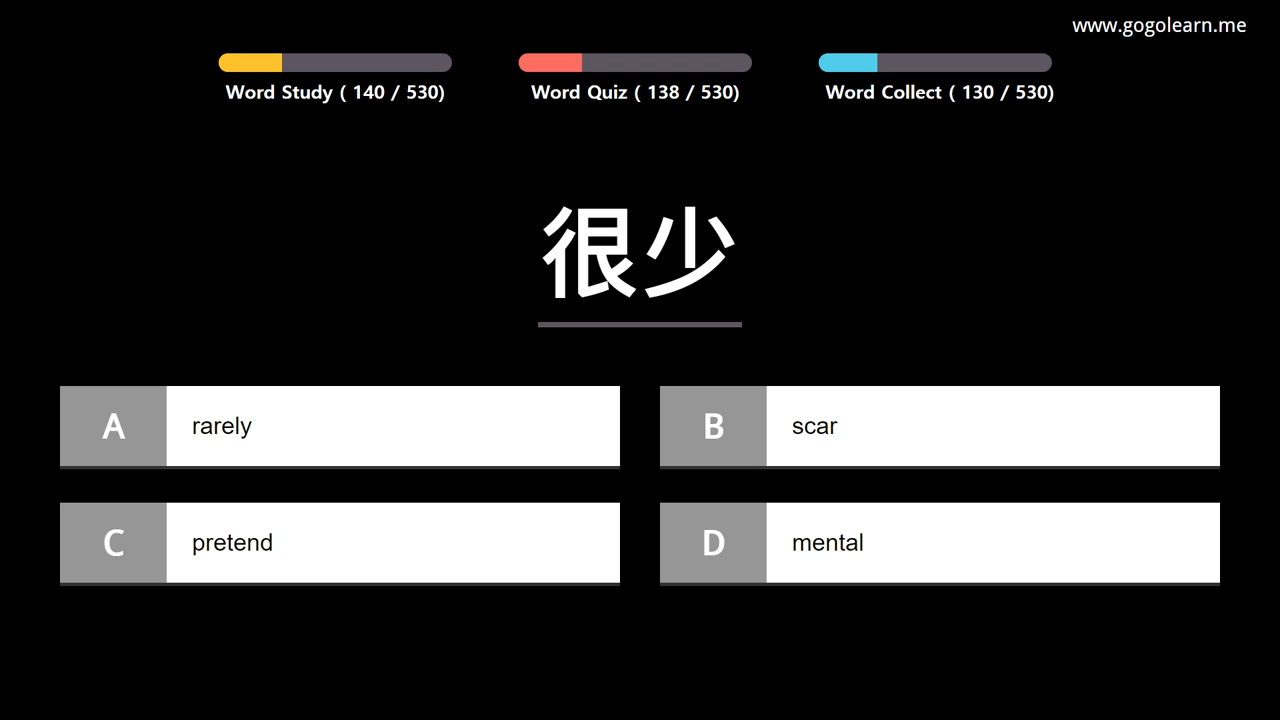 www.gogolearn.me
Word Study ( 140 / 530)
Word Quiz ( 138 / 530)
Word Collect ( 130 / 530)
很少
A rarely
B scar
C pretend
D mental